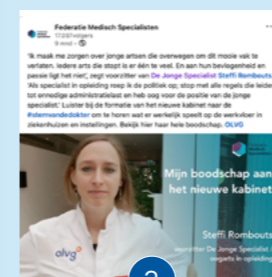 Federatie Medisch Specialisten
9 mnd •
'Ik maak me zorgen over jonge artsen die overwegen om dit mooie vak te
verlaten. Iedere arts die stopt is er één te veel. En aan hun bevlogenheid en
passie ligt het niet', zegt voorzitter van De Jonge Specialist Steffi Rombouts
'Als specialist in opleiding roep ik de politiek op; stop met alle regels die leiden
tot onnodige administratielast en heb oog voor de positie van de jonge
specialist.' Luister bij de formatie van het nieuwe kabinet naar de
#stemvandedokter om te horen wat er werkelijk speelt op de werkvloer in
ziekenhuizen en instellingen. Bekijk hier haar hele boodschap. OLVG
Mijn boodschap aan
het nieuwe kabinet
Steffi Rombouts
voorzitter De Jonge Specialist
olvg